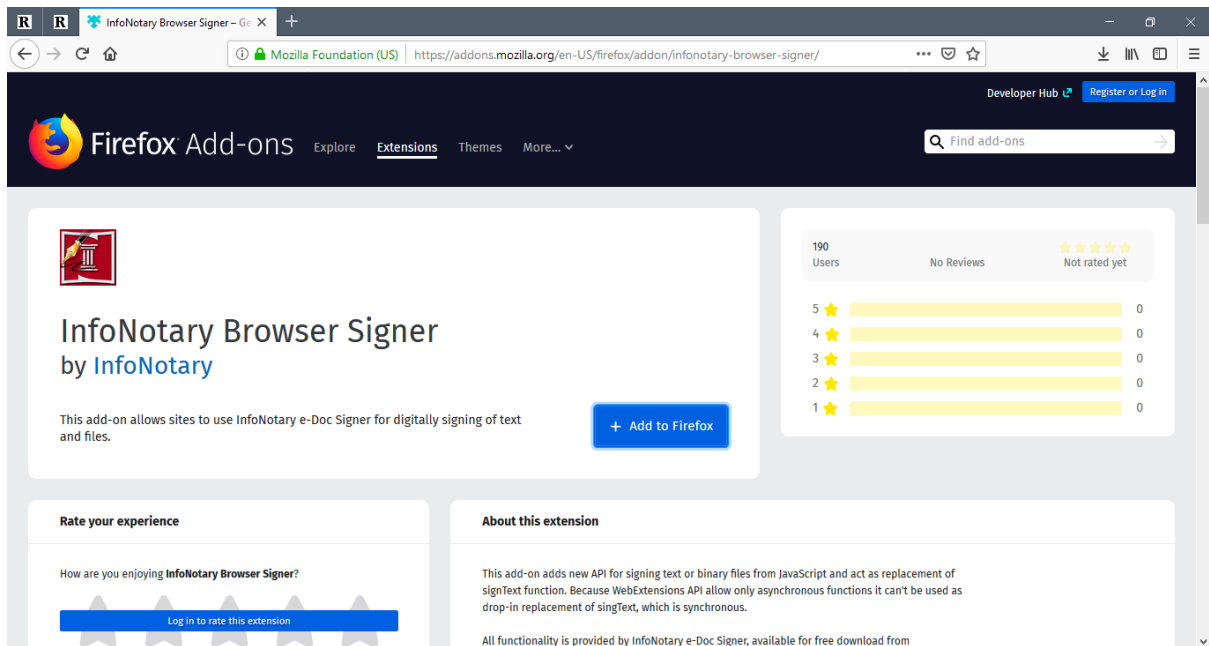 InfoNotary Browser Signer – Ge
Mozilla Foundation (US) https://addons.mozilla.org/en-US/firefox/addon/infonotary-browser-signer/
Developer Hub Register or Log in
Firefox Add-ons Explore Extensions Themes More...
Find add-ons
InfoNotary Browser Signer
by InfoNotary
This add-on allows sites to use InfoNotary e-Doc Signer for digitally signing of text
and files.
+ Add to Firefox
190
Users No Reviews Not rated yet
5 0
4 0
3 0
2 0
1 0
Rate your experience
How are you enjoying InfoNotary Browser Signer?
Log in to rate this extension
About this extension
This add-on adds new API for signing text or binary files from JavaScript and act as replacement of
signText function. Because WebExtensions API allow only asynchronous functions it can't be used as
drop-in replacement of singText, which is synchronous.
All functionality is provided by InfoNotary e-Doc Signer, available for free download from